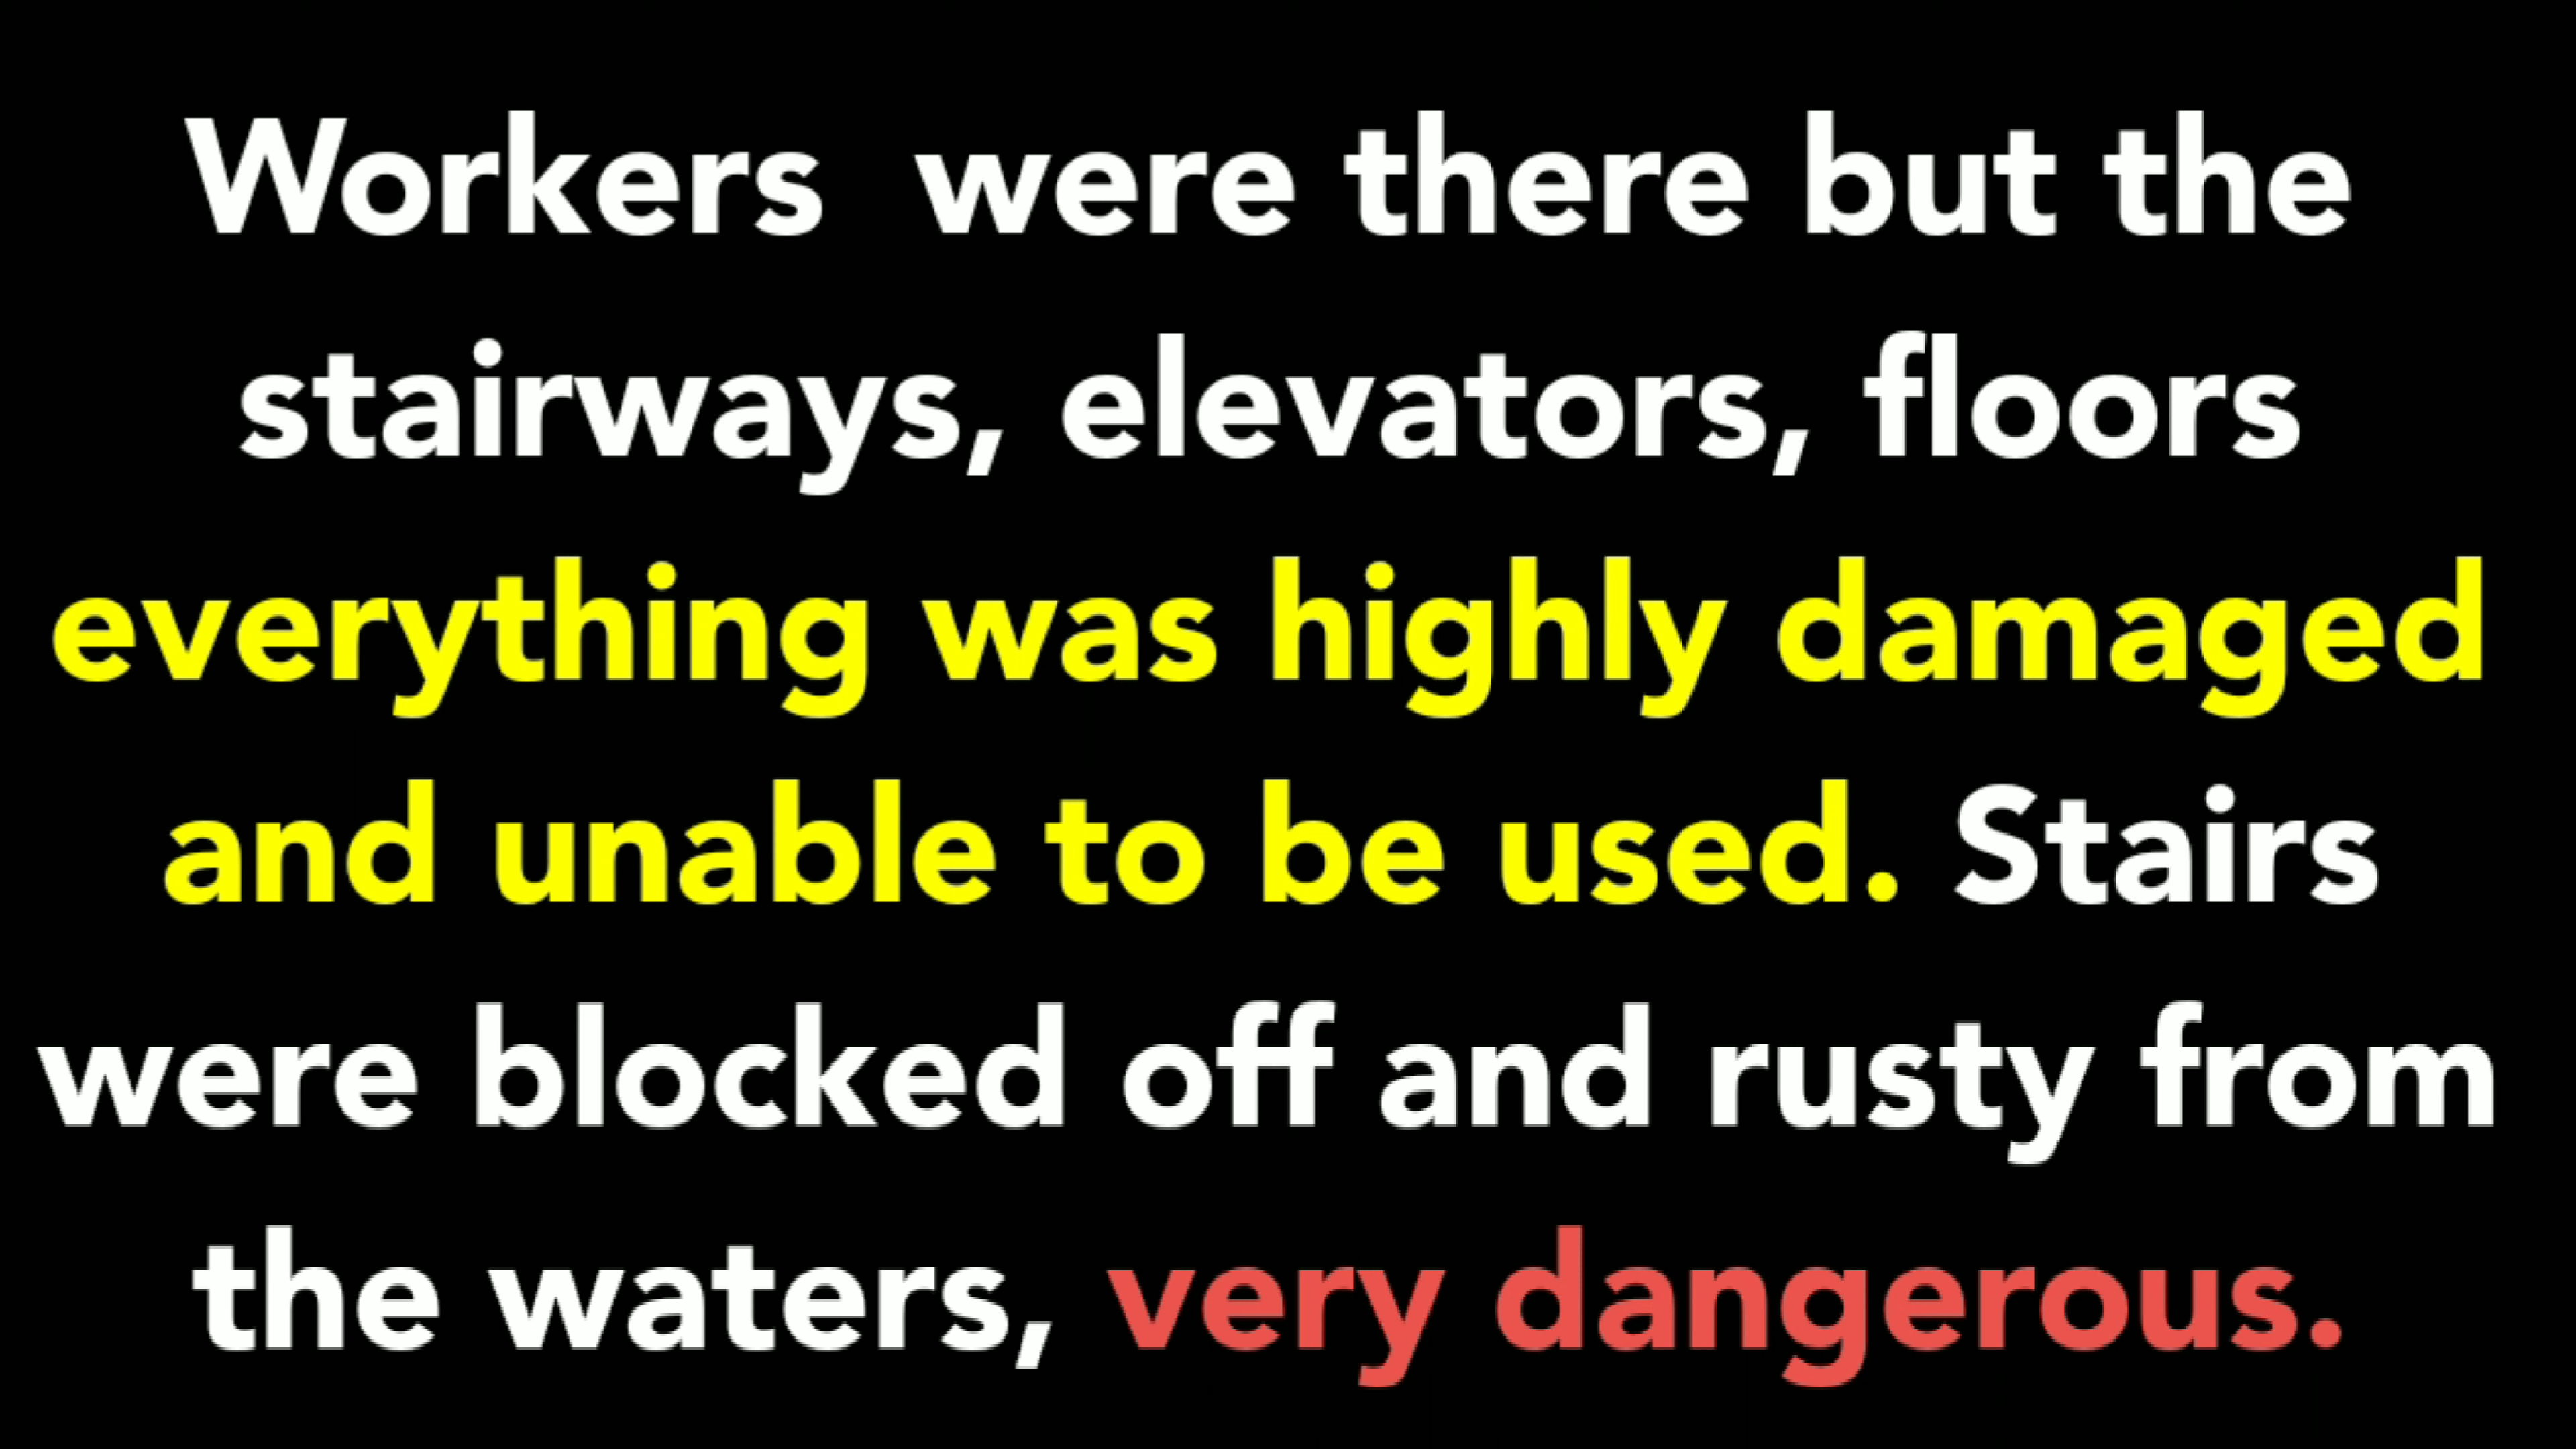 Workers  were there but the
stairways, elevators, floors
everything was highly damaged
and unable to be used. Stairs
were blocked off and rusty from
the waters, very dangerous.